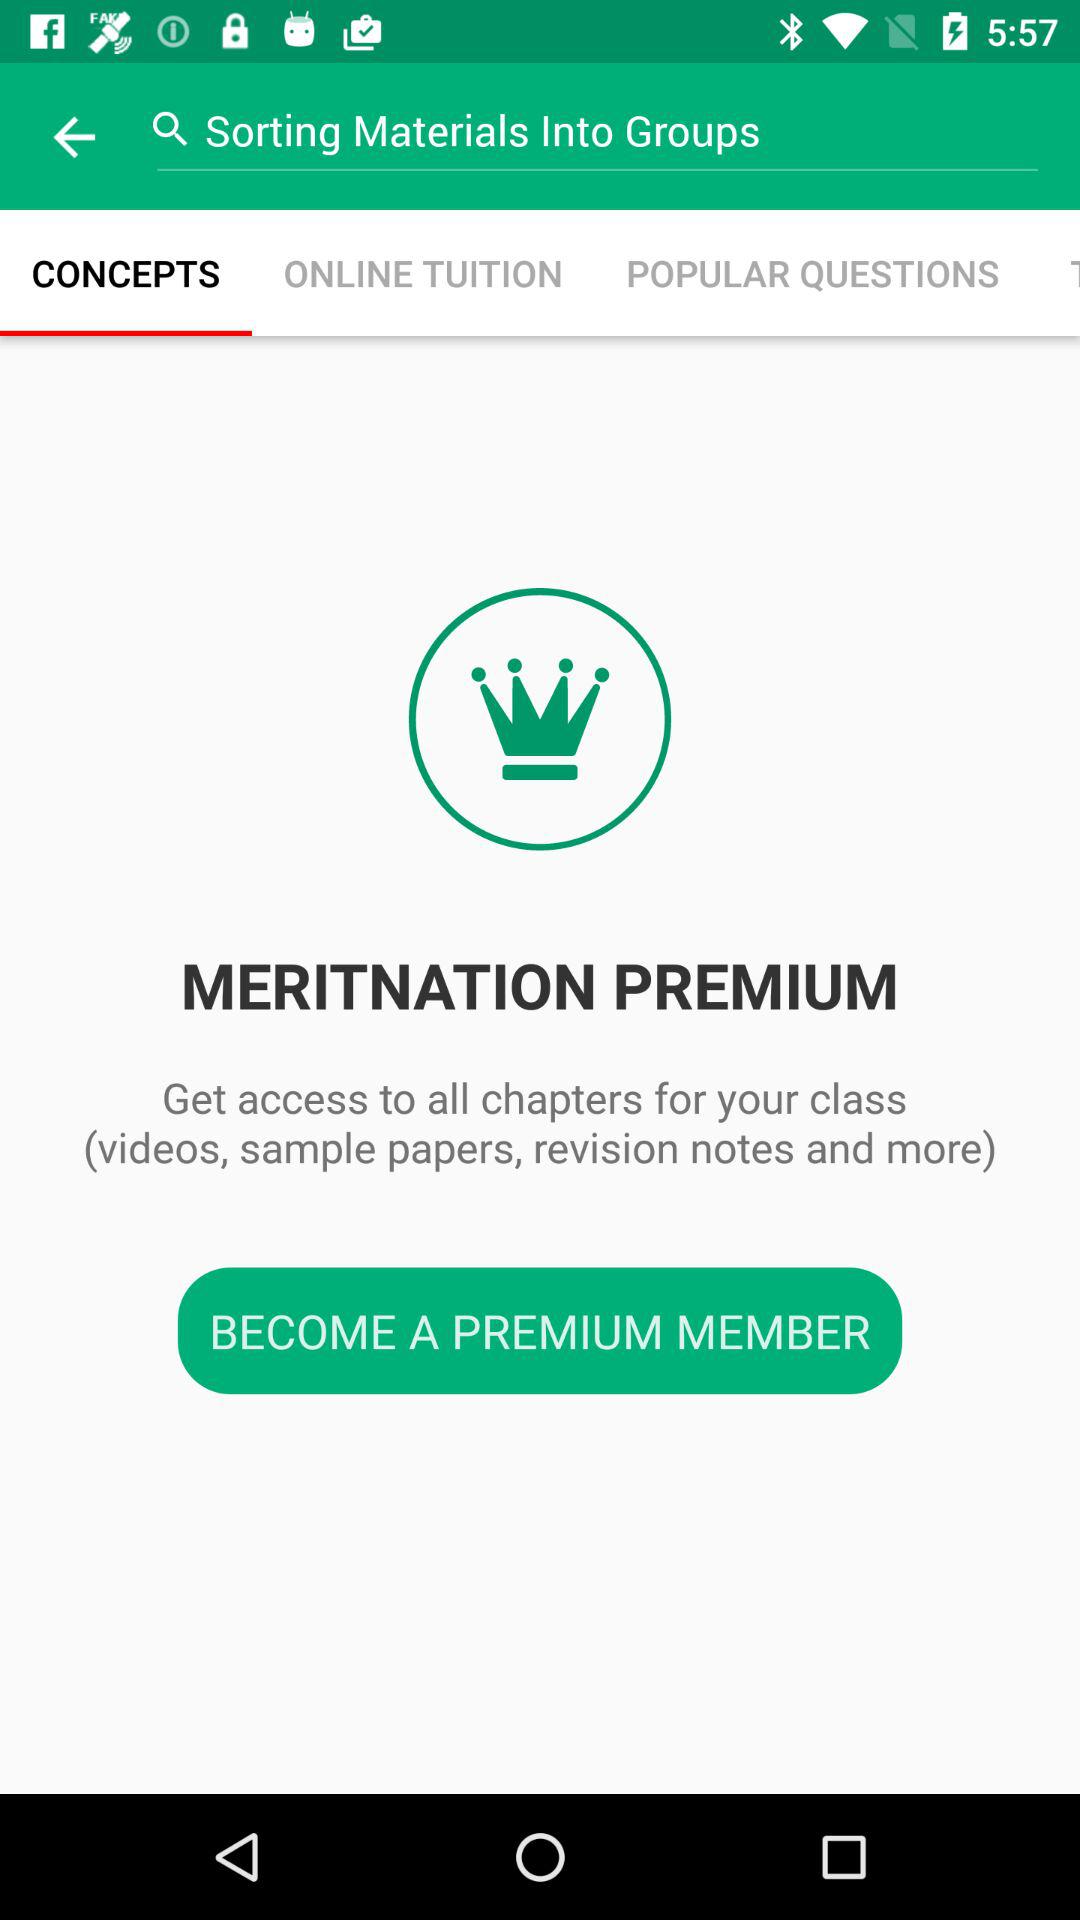 FAKE
5:57
Sorting Materials Into Groups
CONCEPTS ONLINE TUITION POPULAR QUESTIONS
MERITNATION PREMIUM
Get access to all chapters for your class
(videos, sample papers, revision notes and more)
BECOME A PREMIUM MEMBER